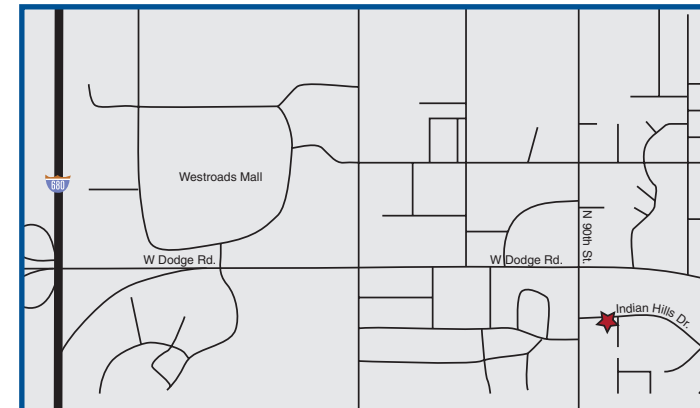 Westroads Mall
680
N 90th St.
W Dodge Rd.
W Dodge Rd.
Indian Hills Dr.